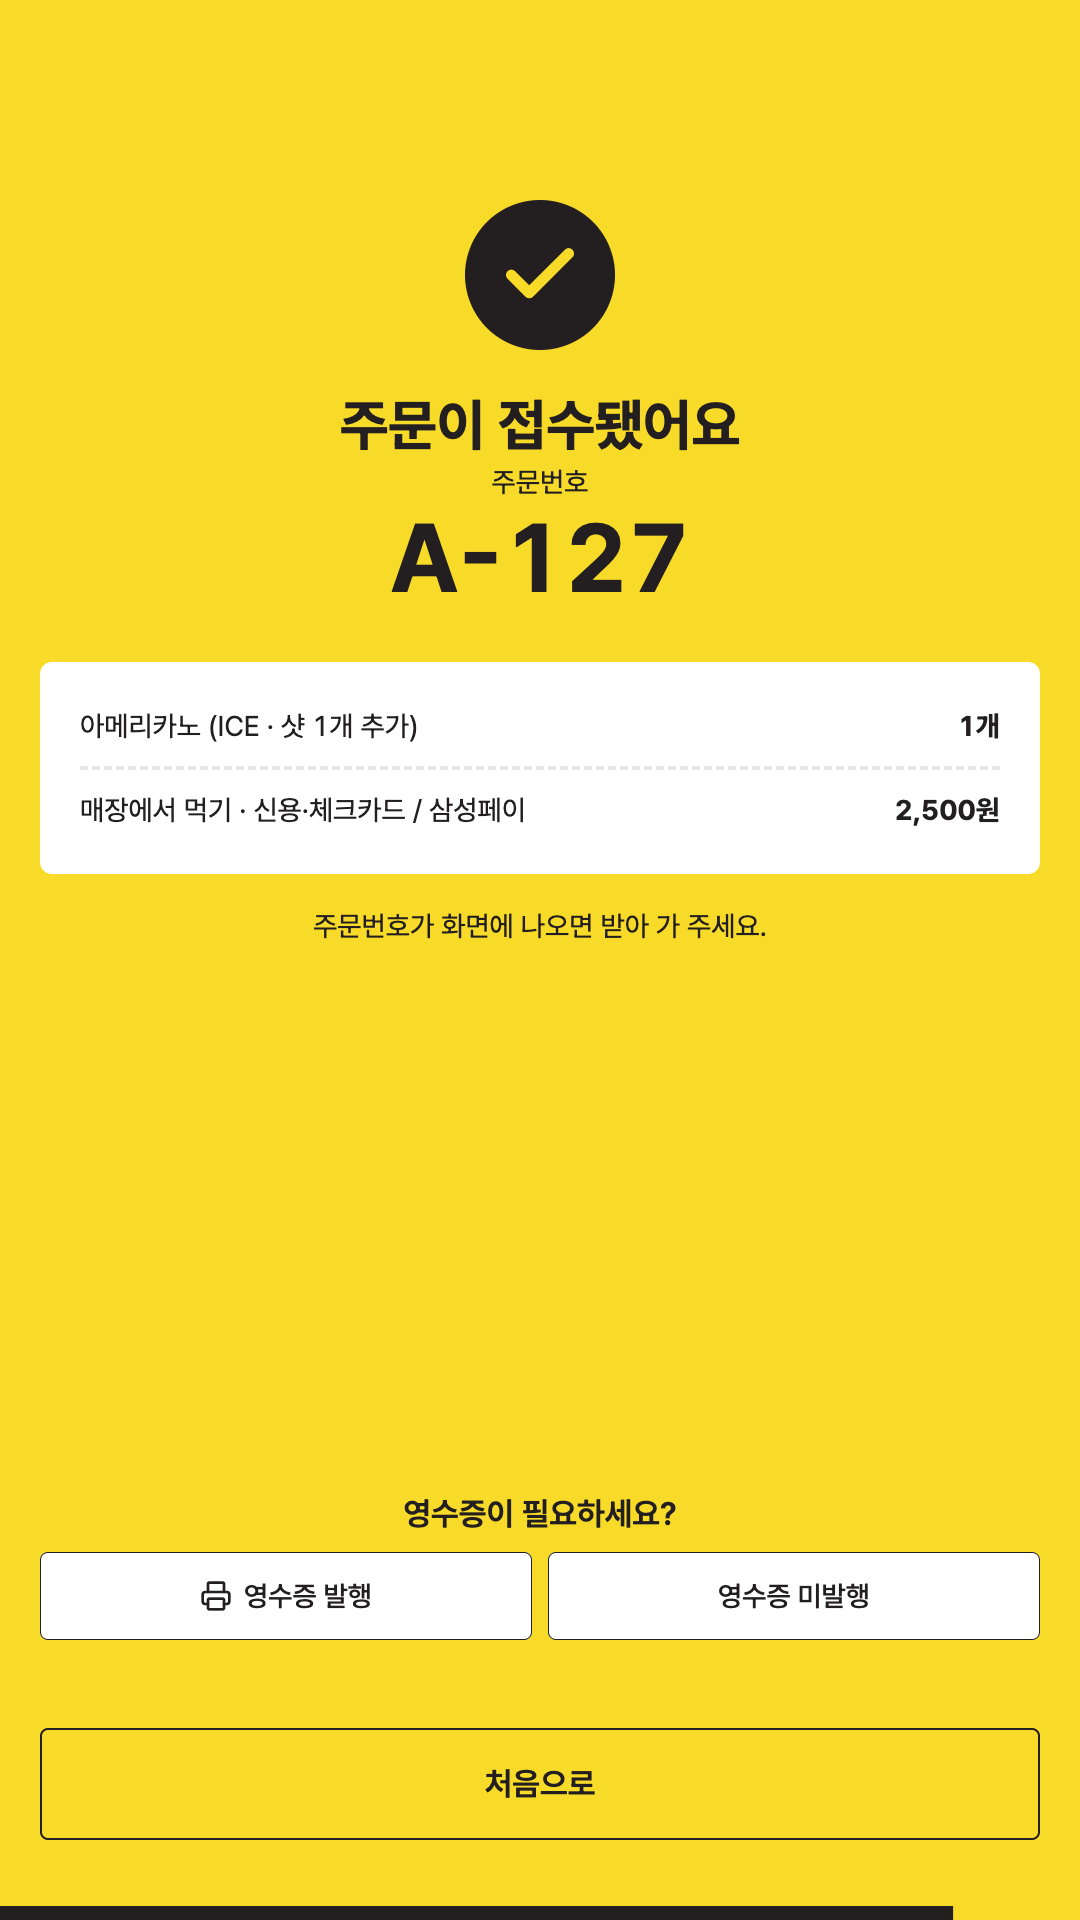 주문이 접수됐어요
주문번호
A-127
아메리카노 (ICE · 샷 1개 추가) 1개
매장에서 먹기 · 신용·체크카드 / 삼성페이 2,500원
주문번호가 화면에 나오면 받아 가 주세요.
영수증이 필요하세요?
영수증 발행 영수증 미발행
처음으로